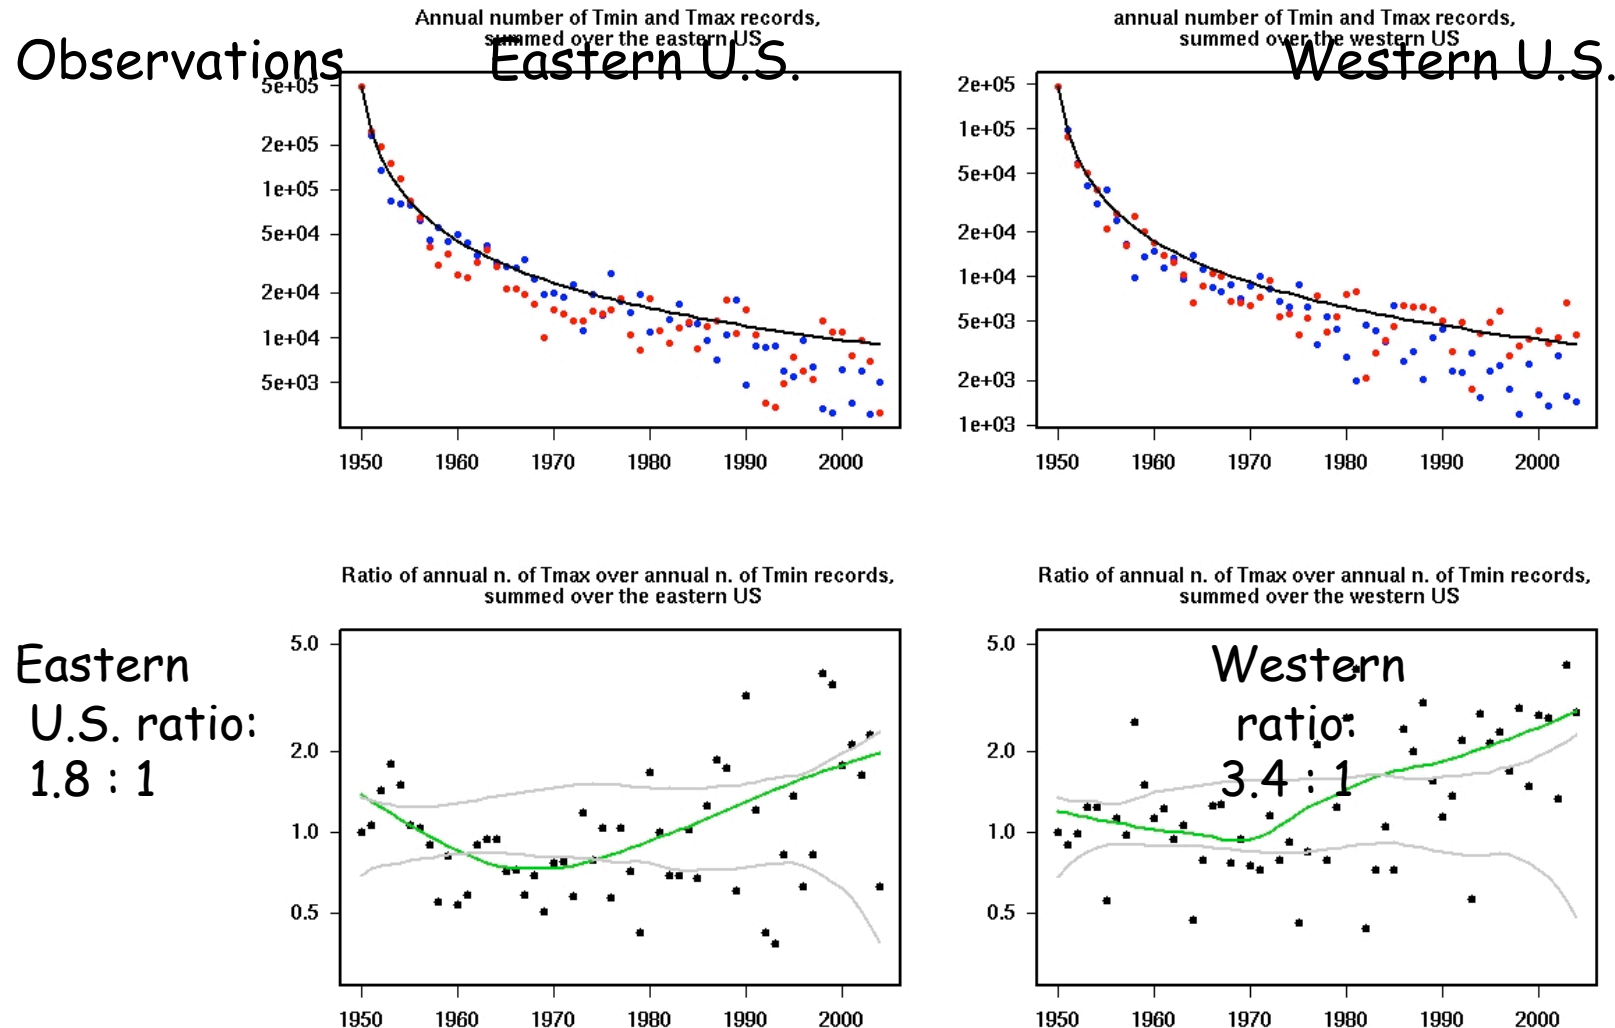 Observations
Eastern U.S.
Western U.S.
Annual number of Tmin and Tmax records,
summed over the eastern US
5e+05
2e+05
1e+05
5e+04
2e+04
1e+04
5e+03
1950 1960 1970 1980 1990 2000
annual number of Tmin and Tmax records,
summed over the western US
2e+05
1e+05
5e+04
2e+04
1e+04
5e+03
2e+03
1e+03
1950 1960 1970 1980 1990 2000
Eastern
U.S. ratio:
1.8 : 1
Ratio of annual n. of Tmax over annual n. of Tmin records,
summed over the eastern US
5.0
2.0
1.0
0.5
1950 1960 1970 1980 1990 2000
Ratio of annual n. of Tmax over annual n. of Tmin records,
summed over the western US
Western
ratio:
3.4 : 1
5.0
2.0
1.0
0.5
1950 1960 1970 1980 1990 2000